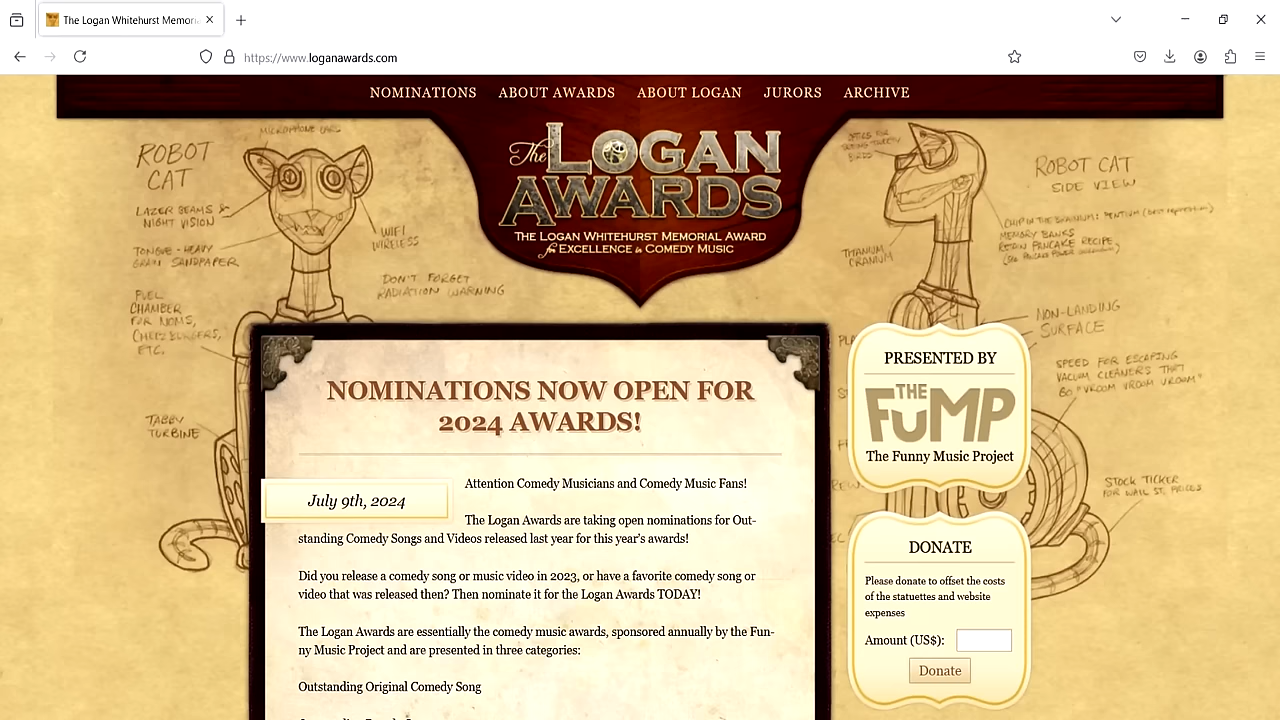 The Logan Whitehurst Memori
https://www.loganawards.com
NOMINATIONS ABOUT AWARDS ABOUT LOGAN JURORS ARCHIVE
The LOGAN
AWARDS
THE LOGAN WHITEHURST MEMORIAL AWARD
for EXCELLENCE in COMEDY MUSIC
MICROPHONE EARS
ROBOT
CAT
LAZER BEAMS &
NIGHT VISION
TONGUE - HEAVY
GRAIN SANDPAPER
WIFI
WIRELESS
DON'T FORGET
RADIATION WARNING
FUEL
CHAMBER
FOR NOMS,
CHEEZBURGERS,
ETC.
TABBY
TURBINE
ROBOT CAT
SIDE VIEW
MEMORY BANKS
RETAIN PANCAKE RECIPE,
TITANIUM
CRANIUM
NON-LANDING
SURFACE
SPEED FOR ESCAPING
VACUUM CLEANERS THAT
GO "VROOM VROOM VROOM"
STOCK TICKER
FOR WALL ST. PRICES
NOMINATIONS NOW OPEN FOR
2024 AWARDS!
July 9th, 2024
Attention Comedy Musicians and Comedy Music Fans!
The Logan Awards are taking open nominations for Out-
standing Comedy Songs and Videos released last year for this year's awards!
Did you release a comedy song or music video in 2023, or have a favorite comedy song or
video that was released then? Then nominate it for the Logan Awards TODAY!
The Logan Awards are essentially the comedy music awards, sponsored annually by the Fun-
ny Music Project and are presented in three categories:
Outstanding Original Comedy Song
PRESENTED BY
THE
FuMP
The Funny Music Project
DONATE
Please donate to offset the costs
of the statuettes and website
expenses
Amount (US$):
Donate